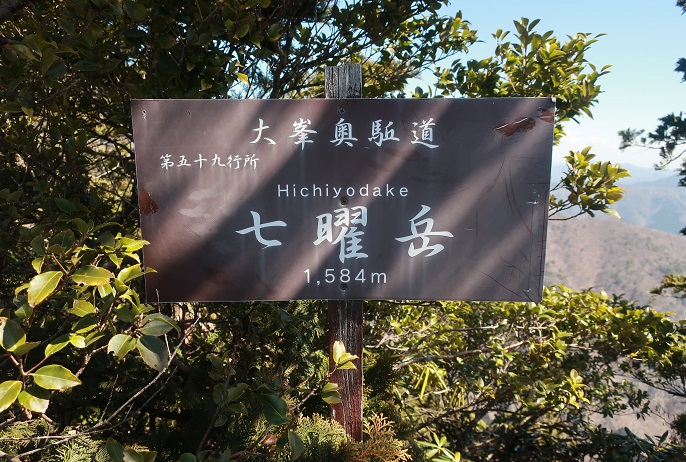 大峯奥駈道
第五十九行所
Hichiyodake
七曜岳
1,584m